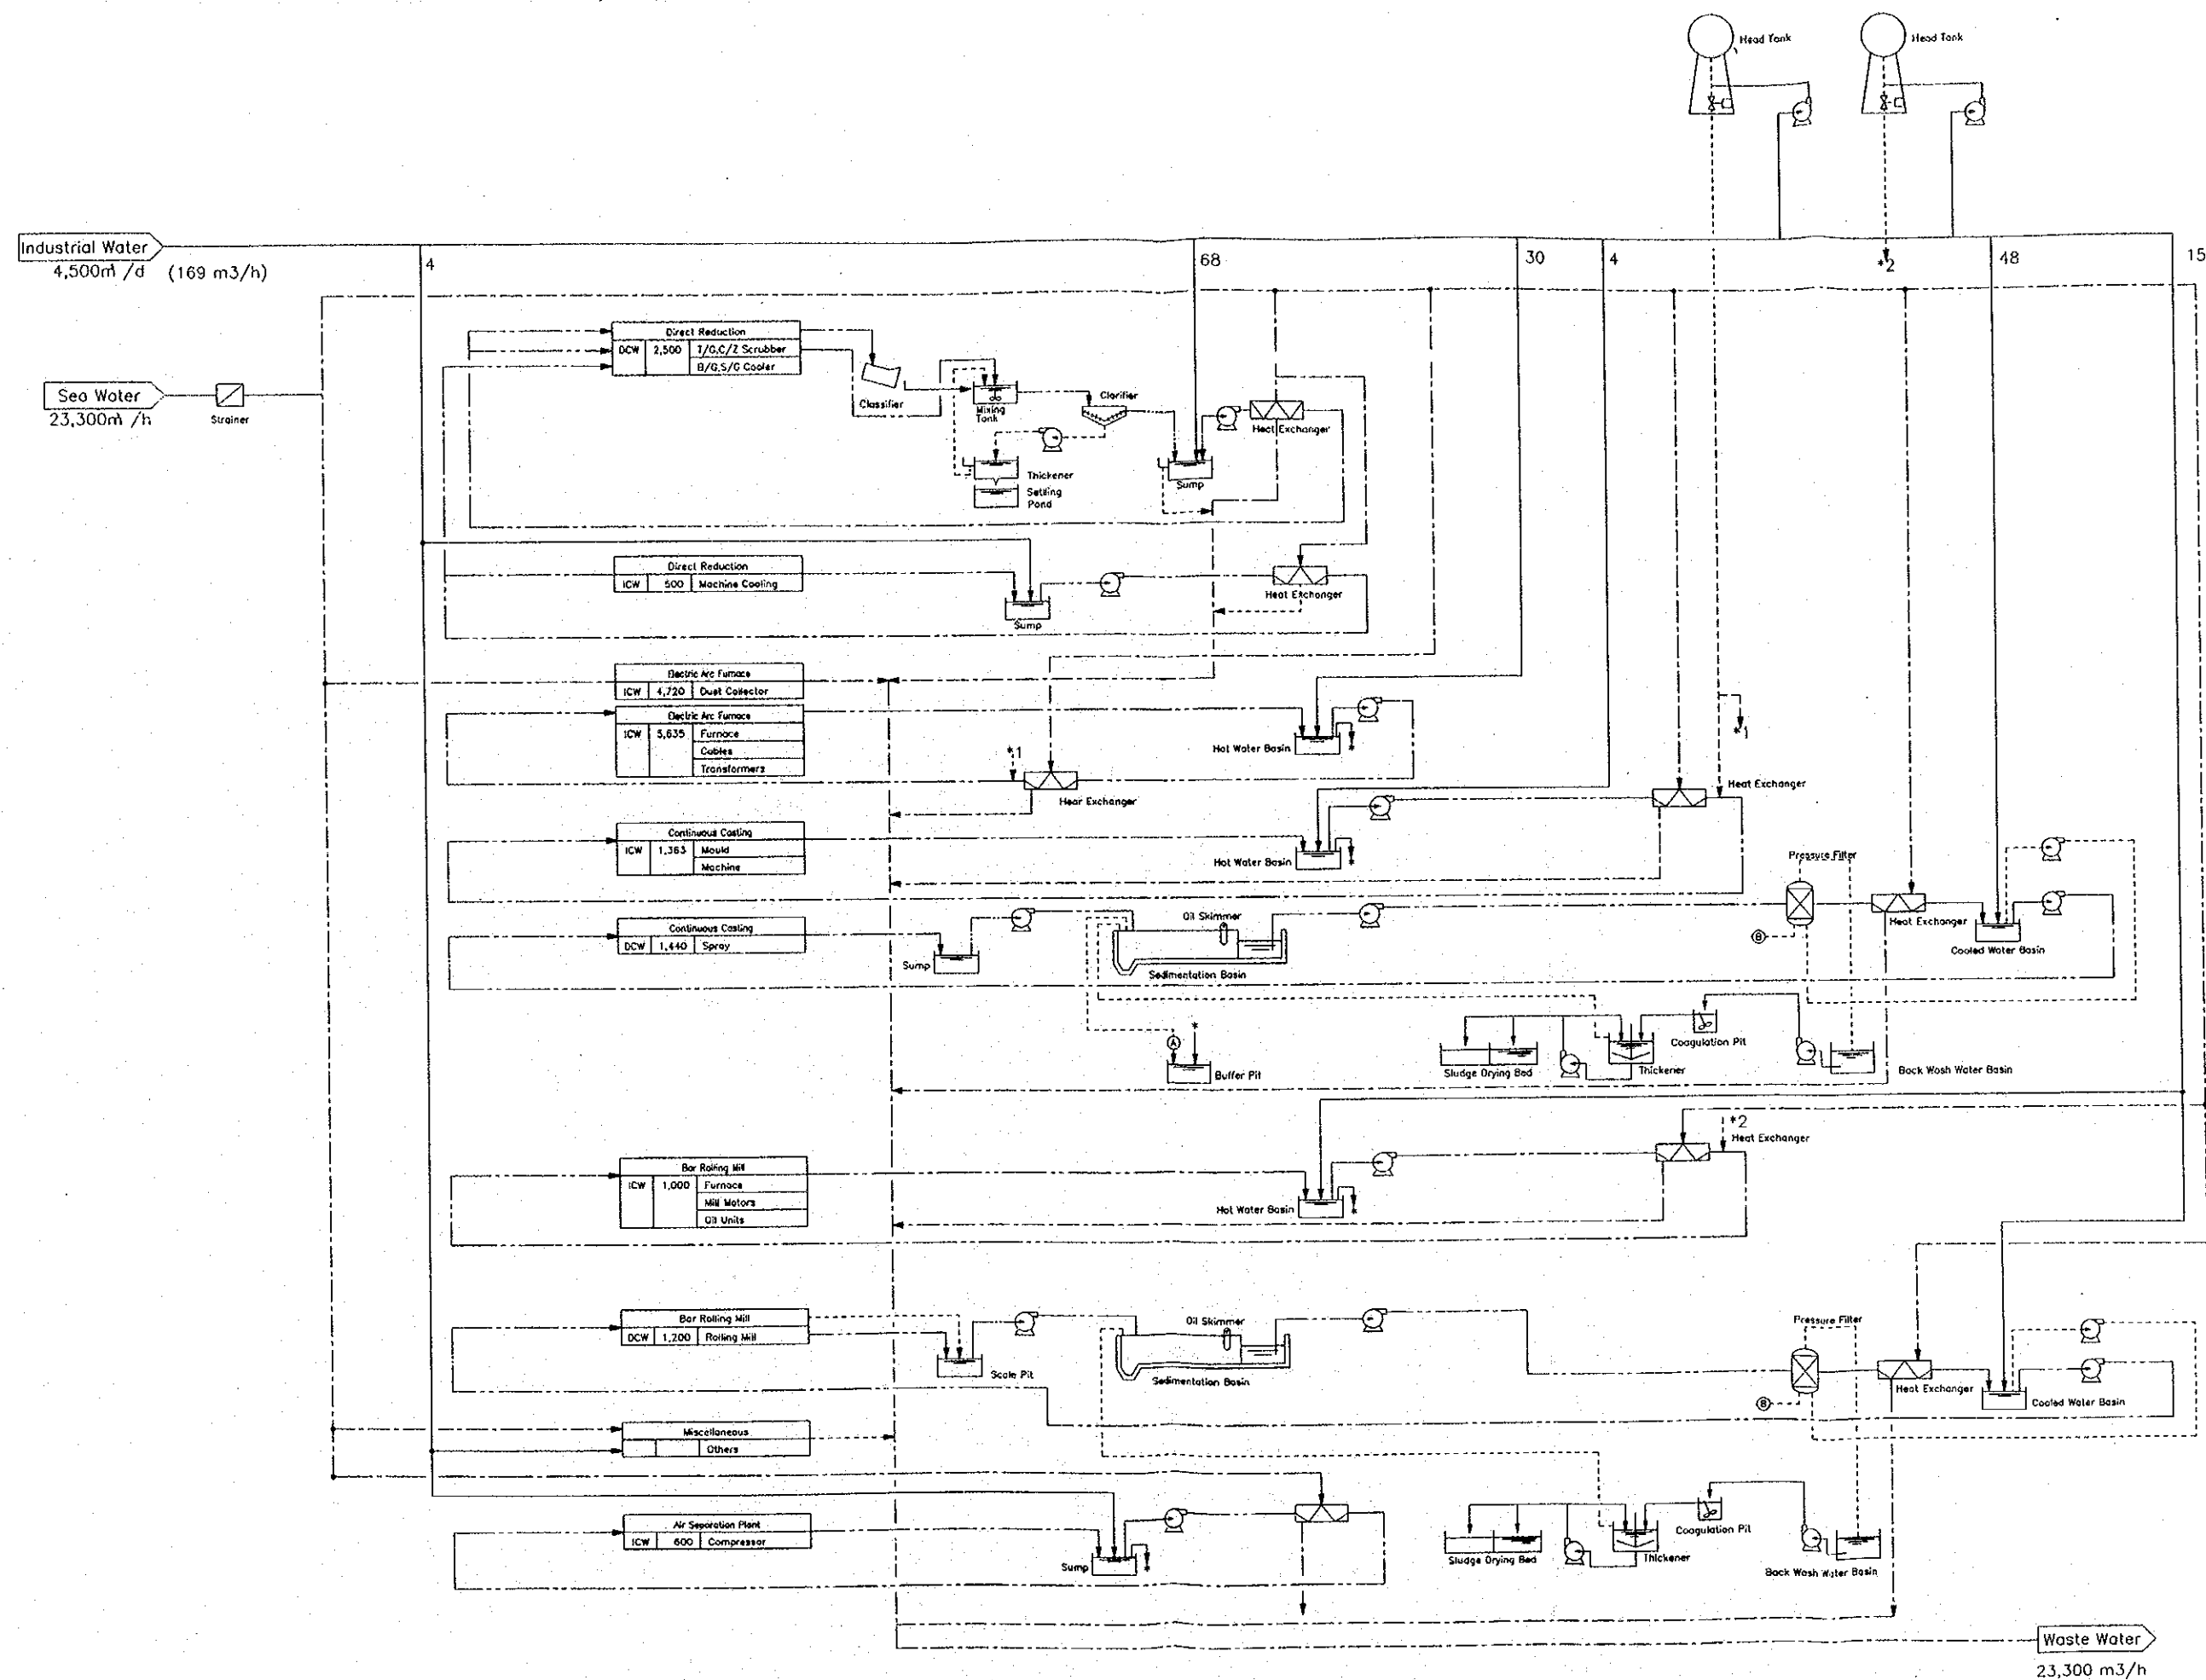 Head Tank
Head Tank
Industrial Water
4,500㎥ /d (169 m3/h)
4
68
30
4
*2
48
15
Sea Water
23,300㎥ /h
Strainer
Direct Reduction
DCW 2,500 T/G,C/Z Scrubber
B/G,S/G Cooler
Classifier
Mixing
Tank
Clarifier
Heat Exchanger
Thickener
Settling
Pond
Sump
Direct Reduction
ICW 500 Machine Cooling
Sump
Heat Exchanger
Electric Arc Furnace
ICW 4,720 Dust Collector
Electric Arc Furnace
ICW 5,635 Furnace
Cables
Transformers
*1
Hear Exchanger
Hot Water Basin
*
*1
Heat Exchanger
Continuous Casting
ICW 1,363 Mould
Machine
Hot Water Basin
*
Pressure Filter
Continuous Casting
DCW 1,440 Spray
Sump
Oil Skimmer
Sedimentation Basin
B
Heat Exchanger
Cooled Water Basin
A
*
Buffer Pit
Sludge Drying Bed
Thickener
Coagulation Pit
Back Wash Water Basin
*2
Heat Exchanger
Bar Rolling Mill
ICW 1,000 Furnace
Mill Motors
Oil Units
Hot Water Basin
*
Bar Rolling Mill
DCW 1,200 Rolling Mill
Scale Pit
Oil Skimmer
Sedimentation Basin
Pressure Filter
B
Heat Exchanger
Cooled Water Basin
Miscellaneous
Others
Air Separation Plant
ICW 600 Compressor
Sump
*
Sludge Drying Bed
Thickener
Coagulation Pit
Back Wash Water Basin
Waste Water
23,300 m3/h